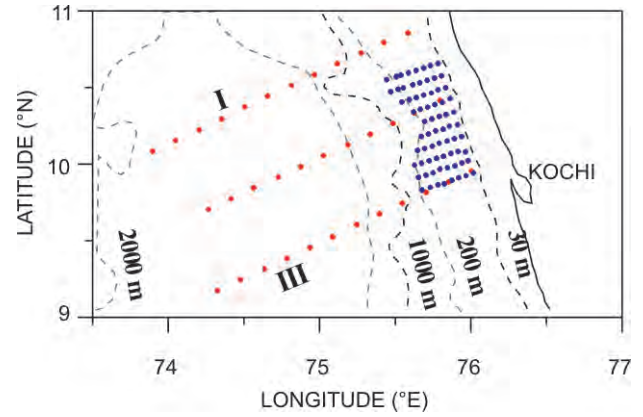 11
10
9
LATITUDE (°N)
I
III
KOCHI
2000 m
1000 m
200 m
30 m
74
75
76
77
LONGITUDE (°E)